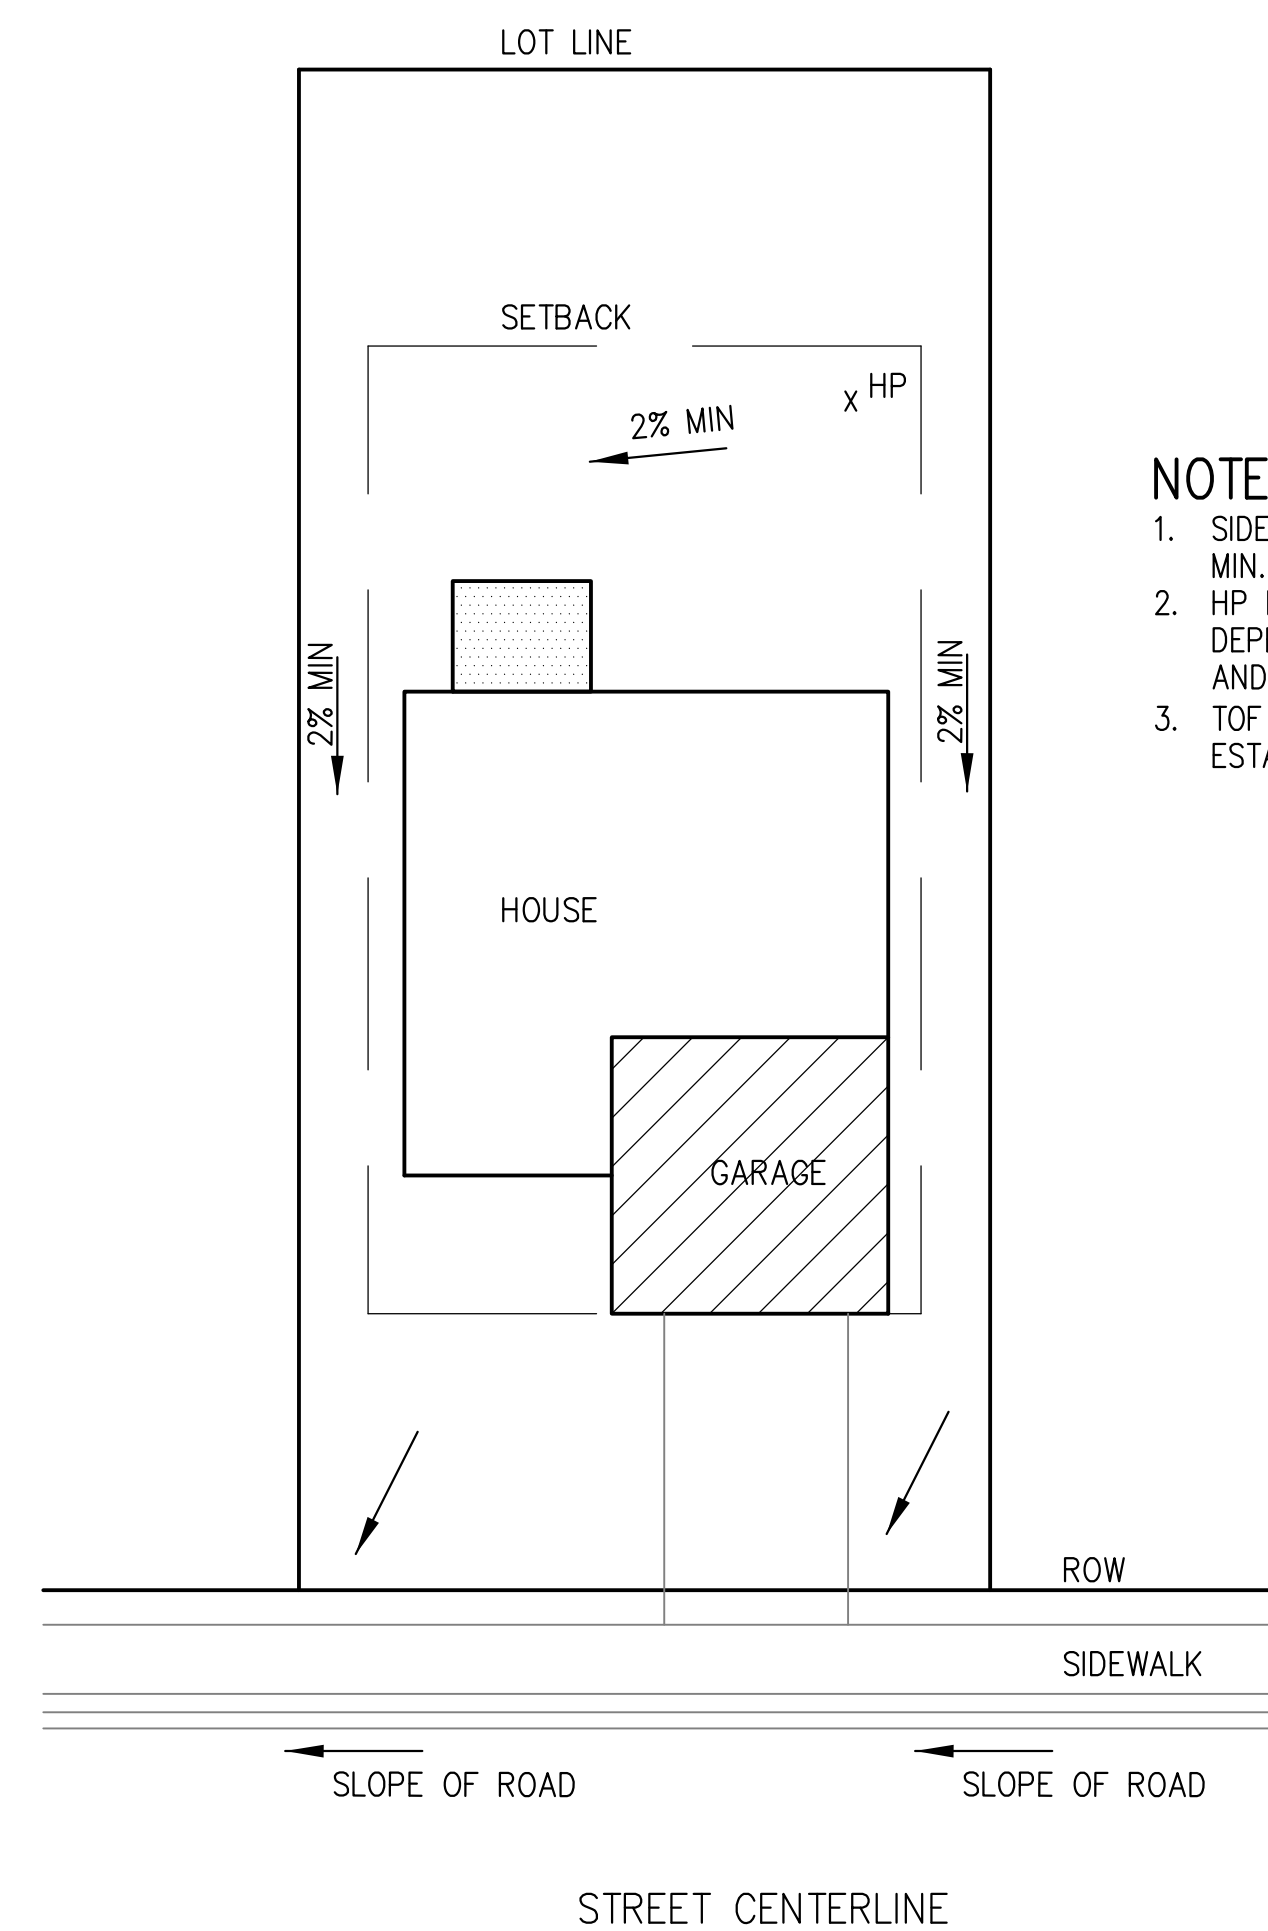 LOT LINE
SETBACK
x HP
2% MIN
NOTE
1. SIDE
MIN.
2. HP
DEP
AND
3. TOF
EST
2% MIN
2% MIN
HOUSE
GARAGE
ROW
SIDEWALK
SLOPE OF ROAD
SLOPE OF ROAD
STREET CENTERLINE